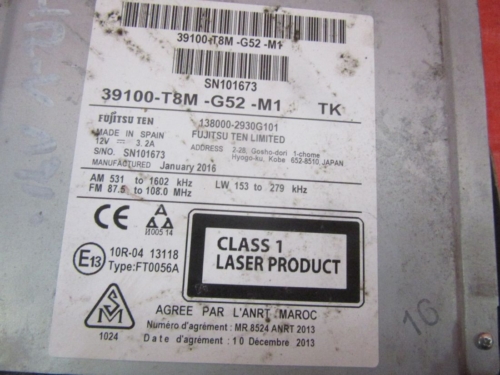 39100-T8M -G52 -M1
SN101673
39100-T8M -G52 -M1 TK
FUJITSU TEN 138000-2930G101
MADE IN SPAIN FUJITSU TEN LIMITED
12V ⎓ 3.2A ADDRESS 2-28, Gosho-dori 1-chome
S/NO. SN101673 Hyogo-ku, Kobe 652-8510, JAPAN
MANUFACTURED January 2016
AM 531 to 1602 kHz LW 153 to 279 kHz
FM 87.5 to 108.0 MHz
CE
CLASS 1
LASER PRODUCT
E13 10R-04 13118
Type:FT0056A
AGREE PAR L'ANRT MAROC
Numéro d'agrément : MR 8524 ANRT 2013
Date d'agrément : 10 Décembre 2013
1024
16